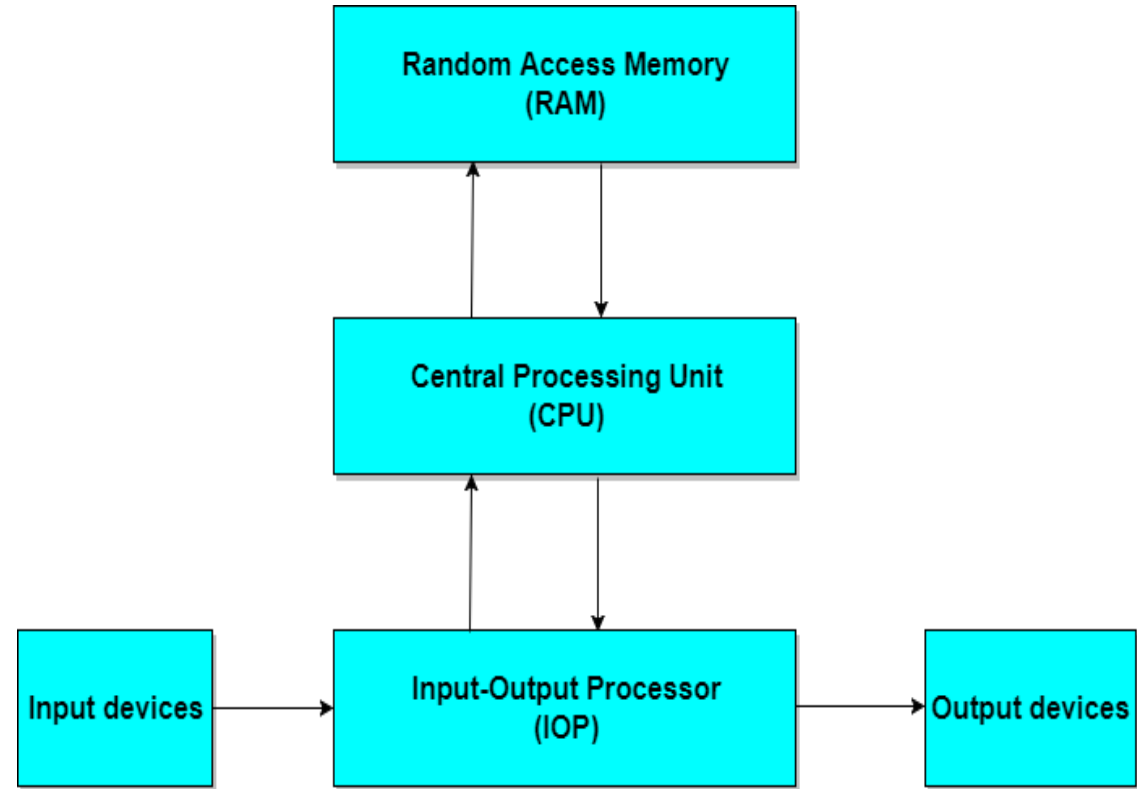 Random Access Memory
(RAM)
Central Processing Unit
(CPU)
Input devices
Input-Output Processor
(IOP)
Output devices